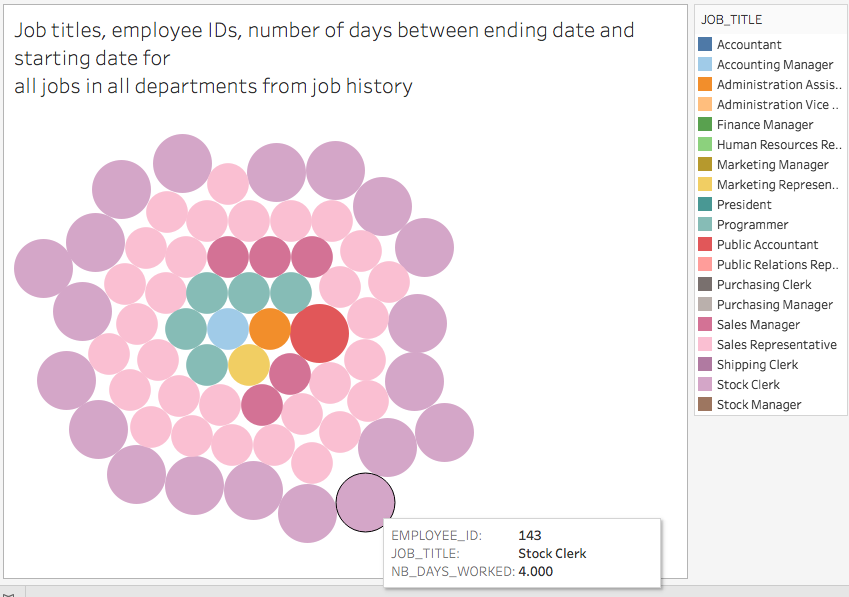 Job titles, employee IDs, number of days between ending date and
starting date for
all jobs in all departments from job history
JOB_TITLE
Accountant
Accounting Manager
Administration Assis..
Administration Vice ..
Finance Manager
Human Resources Re..
Marketing Manager
Marketing Represen..
President
Programmer
Public Accountant
Public Relations Rep..
Purchasing Clerk
Purchasing Manager
Sales Manager
Sales Representative
Shipping Clerk
Stock Clerk
Stock Manager
EMPLOYEE_ID: 143
JOB_TITLE: Stock Clerk
NB_DAYS_WORKED: 4.000